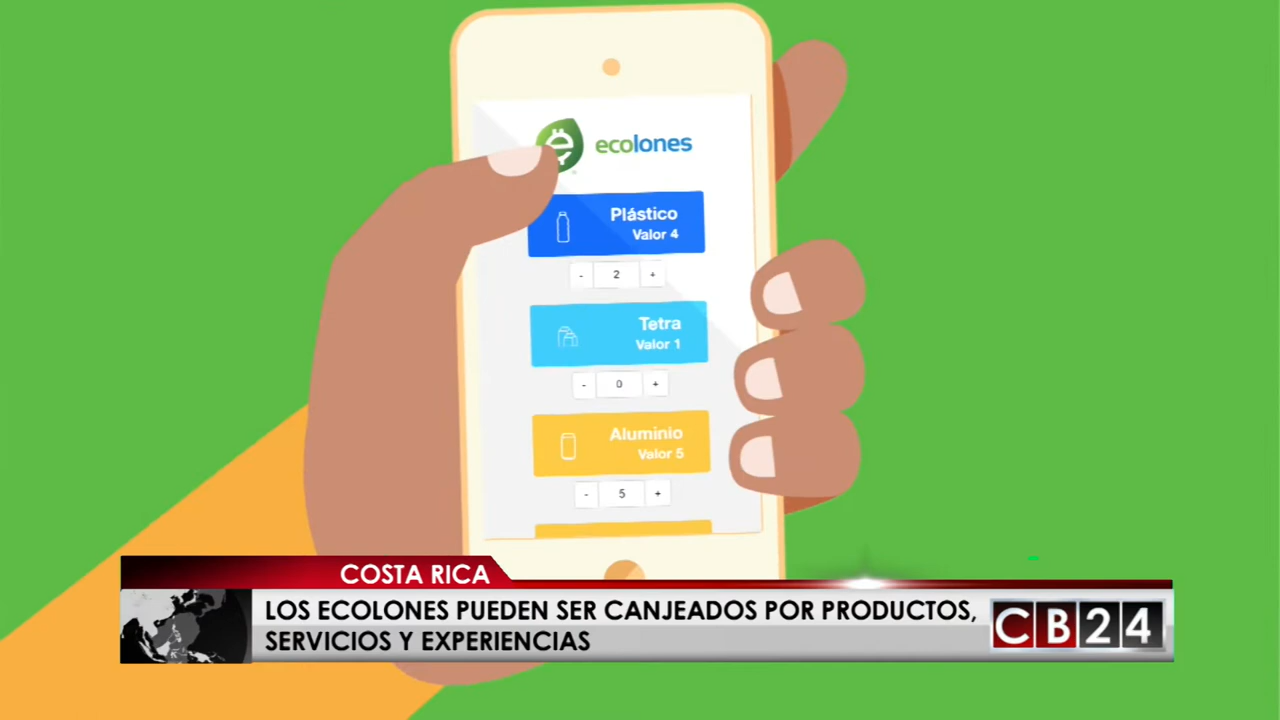 ecolones
Plástico
Valor 4
- 2 +
Tetra
Valor 1
- 0 +
Aluminio
Valor 5
- 5 +
COSTA RICA
LOS ECOLONES PUEDEN SER CANJEADOS POR PRODUCTOS,
SERVICIOS Y EXPERIENCIAS
CB24